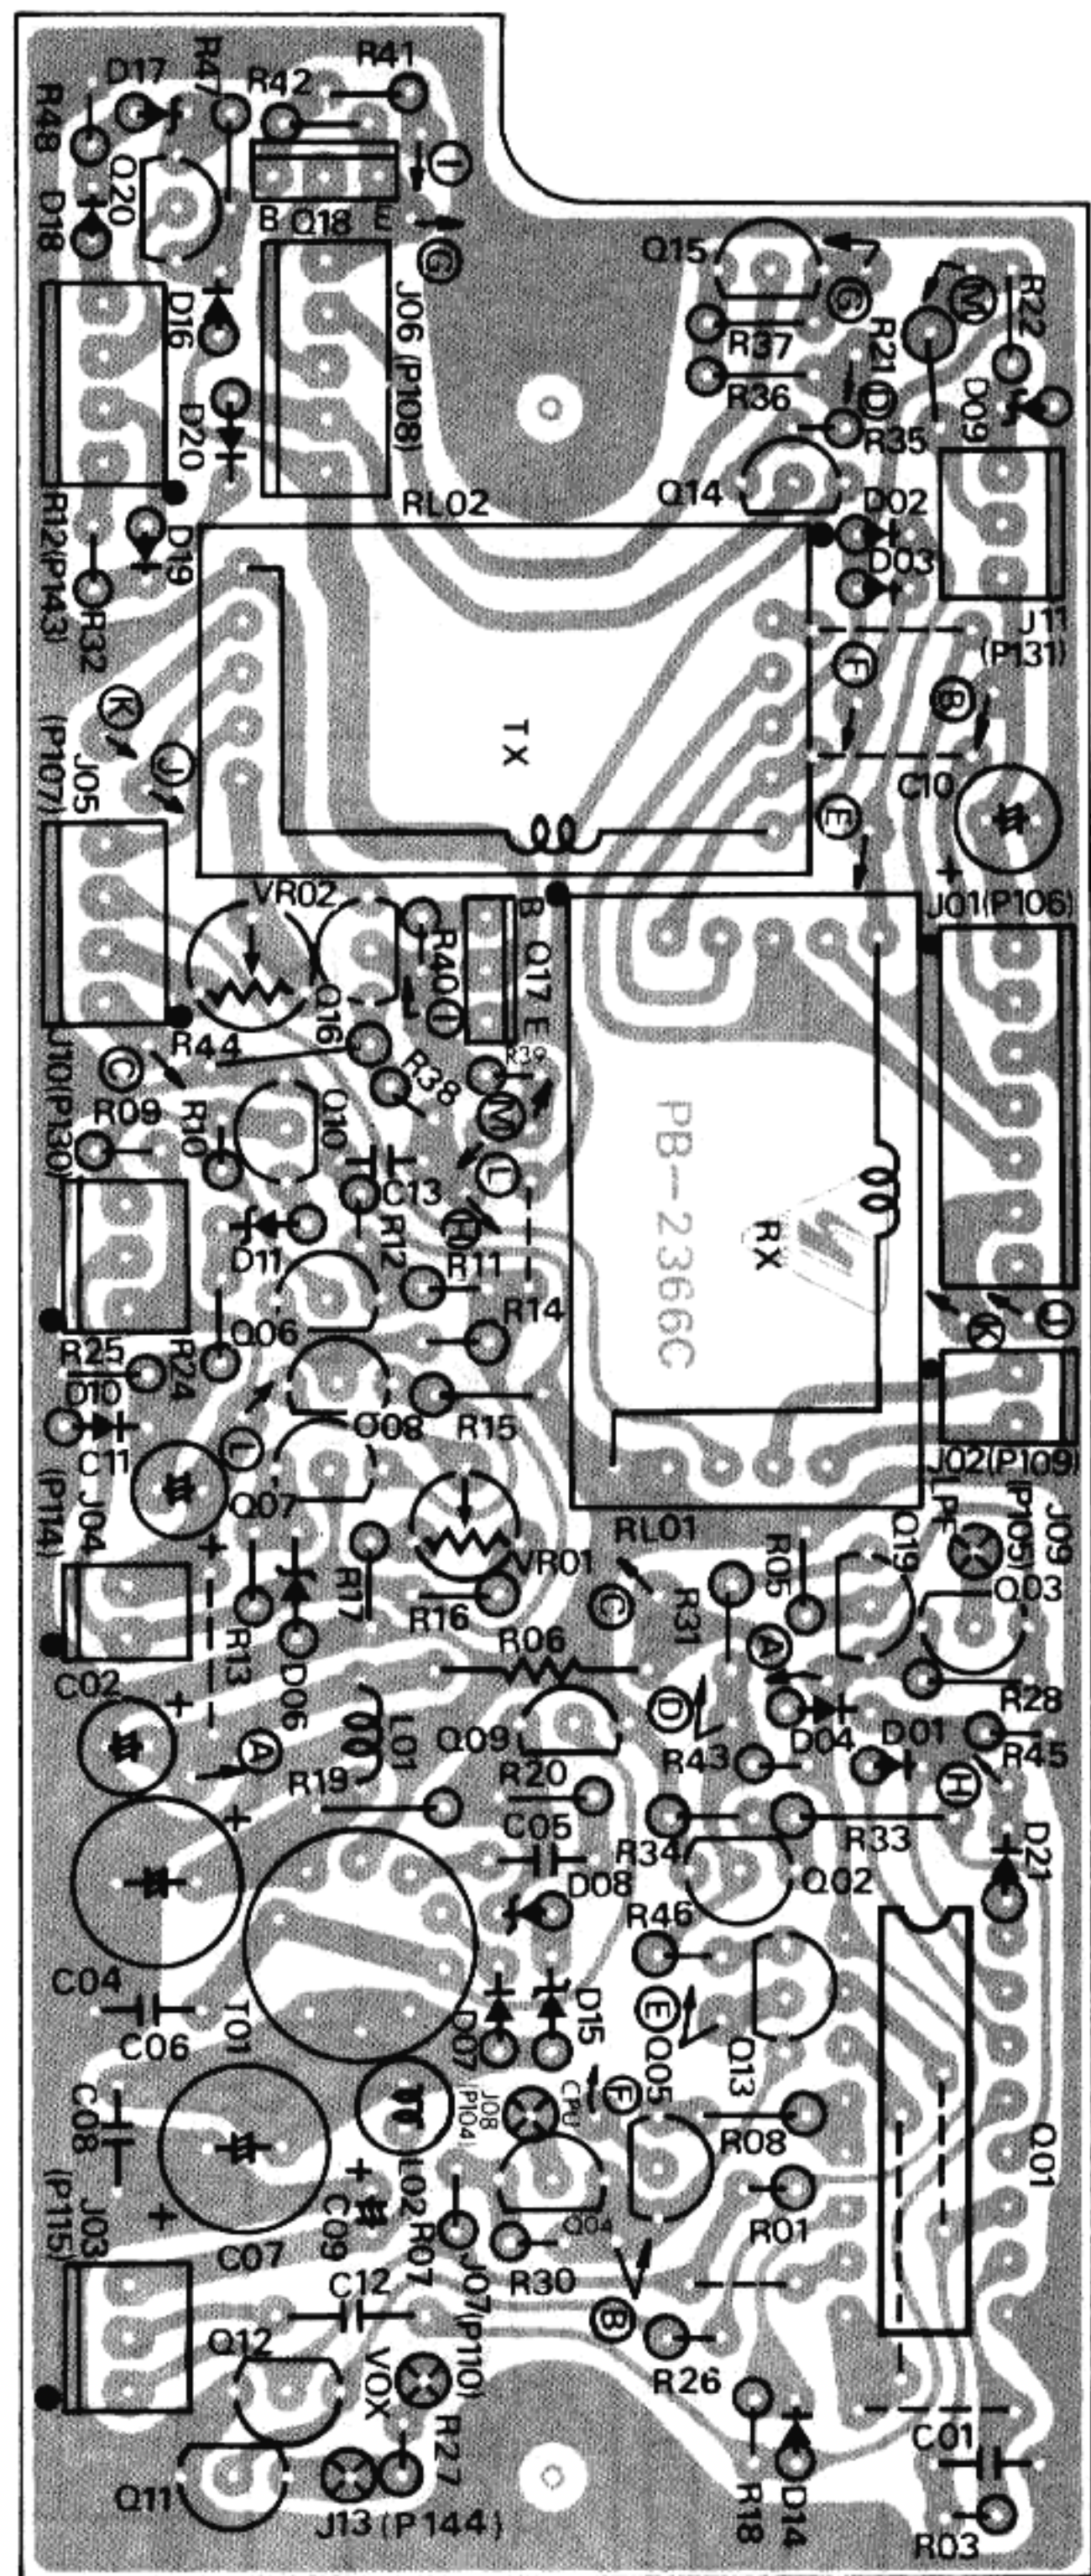 R41
R47
D17
R42
R48
I
Q20
B
Q18
E
D18
G
Q15
J06 (P108)
G
M
R22
D16
R37
R21
R36
D
D09
D20
R35
RL02
Q14
D02
R12(P143)
D19
D03
R32
J11
(P131)
F
K
B
TX
(P107)
J05
J
C10
E
+
VR02
J01(P106)
B
R40
Q17
Q16
I
E
R44
R39
J10(P130)
C
R38
R09
M
R10
Q10
PB-2366C
L
C13
R12
H
RX
D11
R11
R14
Q06
J
K
R25
R24
D10
Q08
R15
C11
L
J02(P109)
(P114)
J04
Q07
LPF
(P105)
J09
RL01
Q19
+
VR01
R05
R17
Q03
R16
C
R31
R13
R06
A
C02
D06
R28
+
D
L01
Q09
D04
D01
R45
A
R43
R19
R20
H
+
C05
R34
R33
D21
D08
Q02
R46
C04
D15
T01
E
D07
C06
Q05
Q13
CPU
J08
(P104)
F
C08
R08
Q01
L02
+
(P115)
J03
+
C09
R07
Q04
R01
C07
R30
C12
J07(P110)
B
Q12
VOX
R26
R27
C01
Q11
R18
D14
J13(P144)
R03